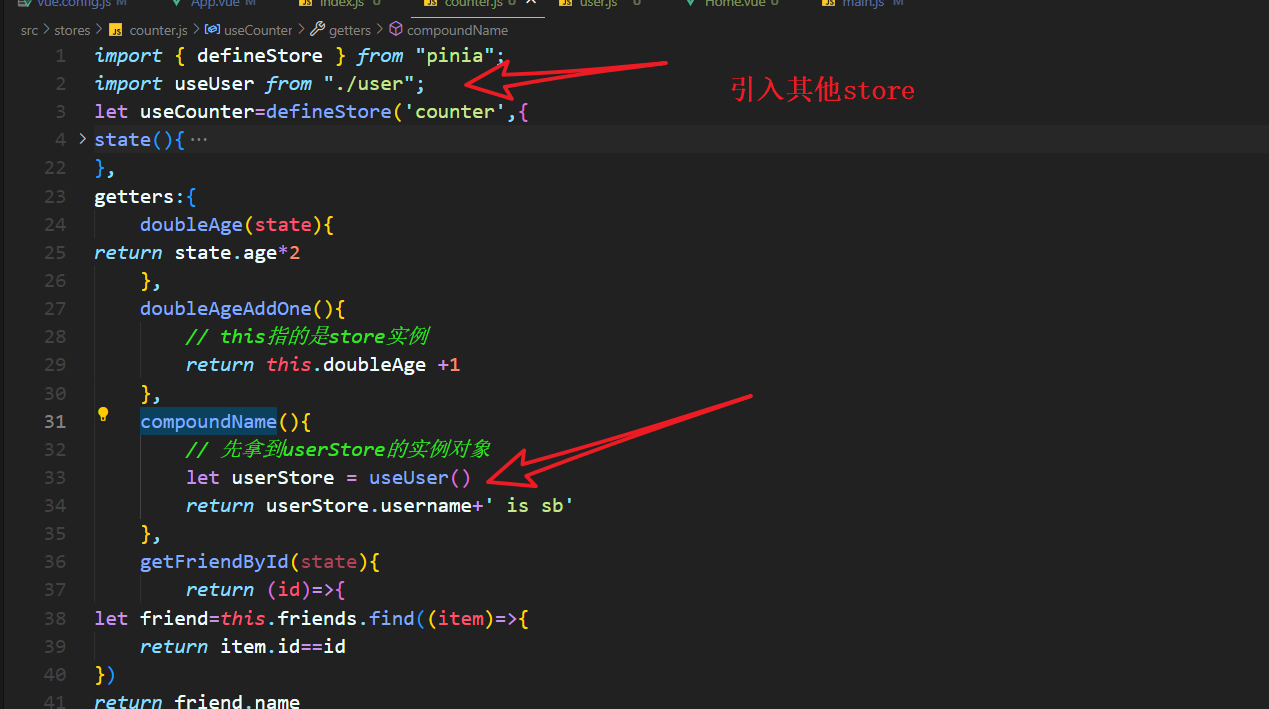 vue.config.js M App.vue M index.js U counter.js U user.js U Home.vue U main.js M
src > stores > JS counter.js > useCounter > getters > compoundName
1 import { defineStore } from "pinia";
2 import useUser from "./user";
引入其他store
3 let useCounter=defineStore('counter',{
4 > state(){ ···
22 },
23 getters:{
24 doubleAge(state){
25 return state.age*2
26 },
27 doubleAgeAddOne(){
28 // this指的是store实例
29 return this.doubleAge +1
30 },
31 compoundName(){
32 // 先拿到userStore的实例对象
33 let userStore = useUser()
34 return userStore.username+' is sb'
35 },
36 getFriendById(state){
37 return (id)=>{
38 let friend=this.friends.find((item)=>{
39 return item.id==id
40 })
41 return friend.name